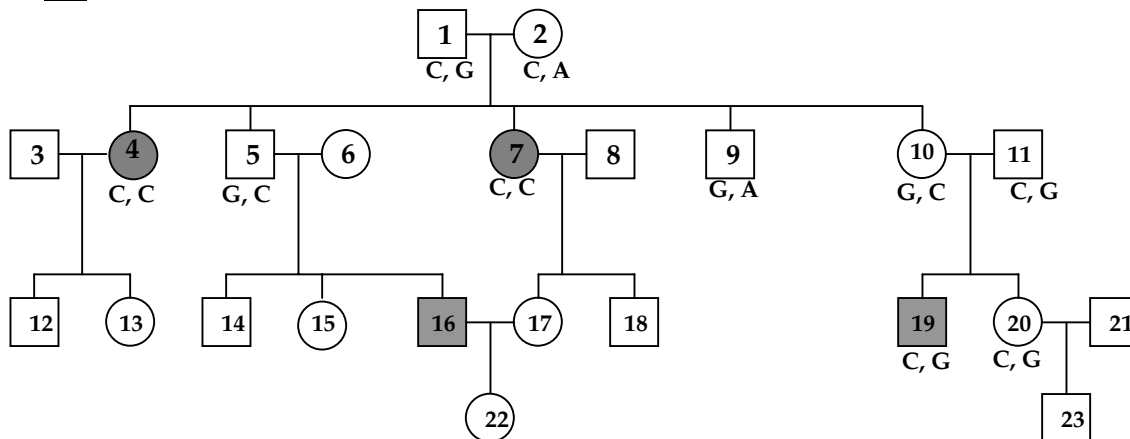 1 2
C, G C, A
3 4 5 6 7 8 9 10 11
C, C G, C C, C G, A G, C C, G
12 13 14 15 16 17 18 19 20 21
C, G C, G
22 23